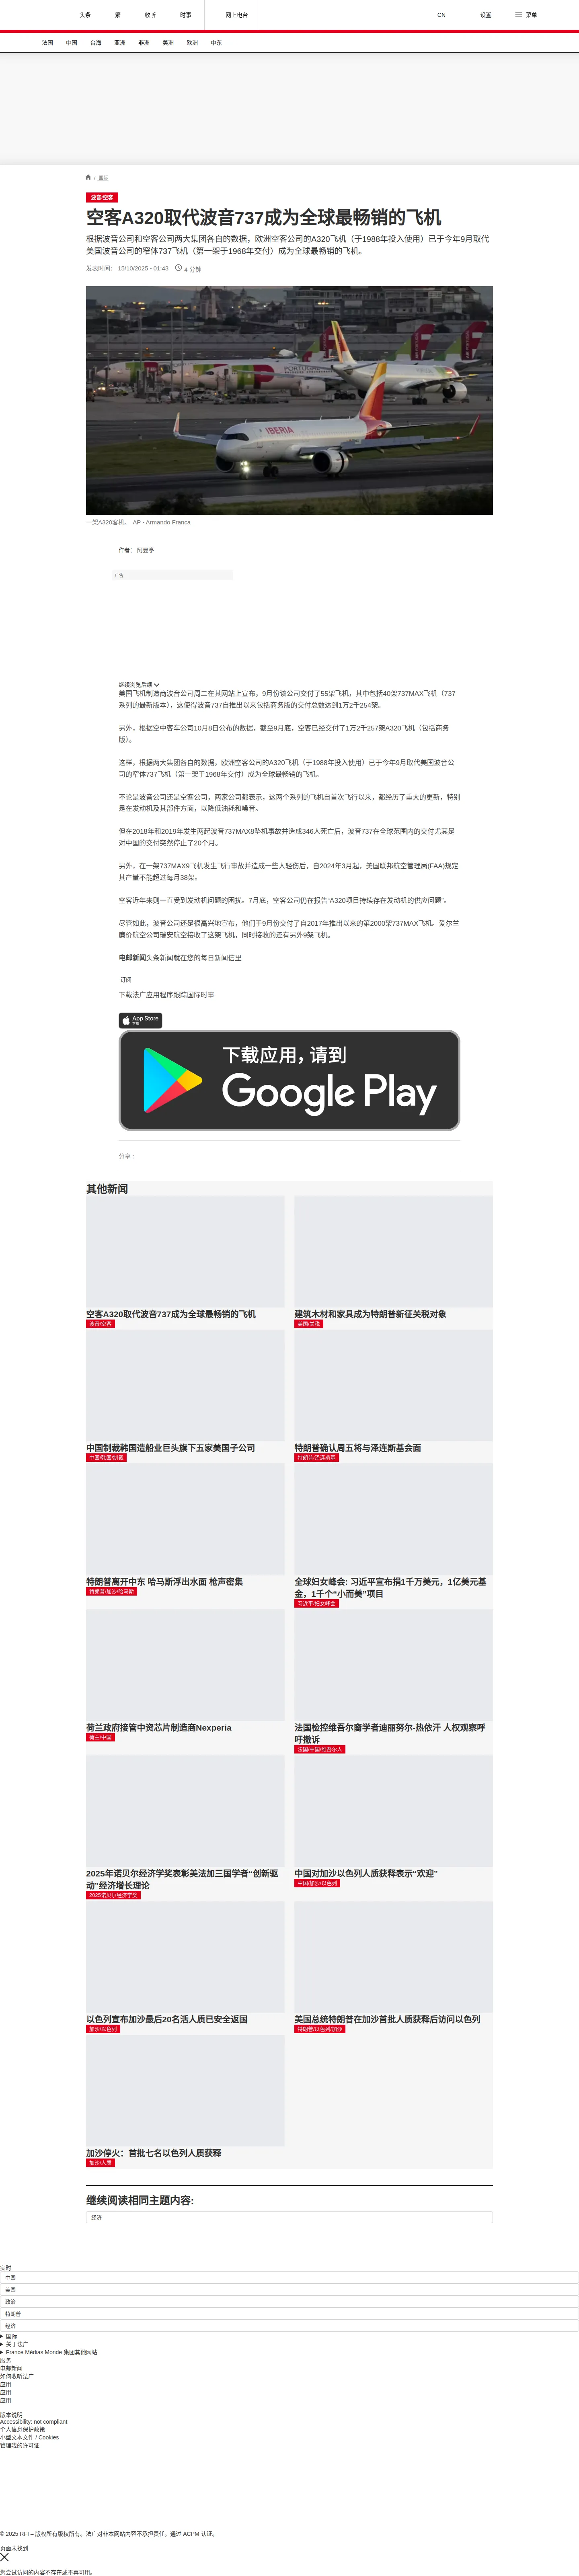 头条
繁
收听
时事
网上电台
CN
设置
菜单
法国
中国
台海
亚洲
非洲
美洲
欧洲
中东
/ 国际
波音/空客
空客A320取代波音737成为全球最畅销的飞机
根据波音公司和空客公司两大集团各自的数据，欧洲空客公司的A320飞机（于1988年投入使用）已于今年9月取代
美国波音公司的窄体737飞机（第一架于1968年交付）成为全球最畅销的飞机。
发表时间： 15/10/2025 - 01:43
4 分钟
PORTUGAL
IBERIA
一架A320客机。 AP - Armando Franca
作者： 阿曼亭
广告
继续浏览后续
美国飞机制造商波音公司周二在其网站上宣布，9月份该公司交付了55架飞机，其中包括40架737MAX飞机（737
系列的最新版本），这使得波音737自推出以来包括商务版的交付总数达到1万2千254架。
另外，根据空中客车公司10月8日公布的数据，截至9月底，空客已经交付了1万2千257架A320飞机（包括商务
版）。
这样，根据两大集团各自的数据，欧洲空客公司的A320飞机（于1988年投入使用）已于今年9月取代美国波音公
司的窄体737飞机（第一架于1968年交付）成为全球最畅销的飞机。
不论是波音公司还是空客公司，两家公司都表示，这两个系列的飞机自首次飞行以来，都经历了重大的更新，特别
是在发动机及其部件方面，以降低油耗和噪音。
但在2018年和2019年发生两起波音737MAX8坠机事故并造成346人死亡后，波音737在全球范围内的交付尤其是
对中国的交付突然停止了20个月。
另外，在一架737MAX9飞机发生飞行事故并造成一些人轻伤后，自2024年3月起，美国联邦航空管理局(FAA)规定
其产量不能超过每月38架。
空客近年来则一直受到发动机问题的困扰。7月底，空客公司仍在报告“A320项目持续存在发动机的供应问题”。
尽管如此，波音公司还是很高兴地宣布，他们于9月份交付了自2017年推出以来的第2000架737MAX飞机。爱尔兰
廉价航空公司瑞安航空接收了这架飞机，同时接收的还有另外9架飞机。
电邮新闻头条新闻就在您的每日新闻信里
订阅
下载法广应用程序跟踪国际时事
App Store
下载
下载应用，请到
Google Play
分享 :
其他新闻
空客A320取代波音737成为全球最畅销的飞机
波音/空客
建筑木材和家具成为特朗普新征关税对象
美国/关税
中国制裁韩国造船业巨头旗下五家美国子公司
中国/韩国/制裁
特朗普确认周五将与泽连斯基会面
特朗普/泽连斯基
特朗普离开中东 哈马斯浮出水面 枪声密集
特朗普/加沙/哈马斯
全球妇女峰会: 习近平宣布捐1千万美元，1亿美元基
金，1千个“小而美”项目
习近平/妇女峰会
荷兰政府接管中资芯片制造商Nexperia
荷兰/中国
法国检控维吾尔裔学者迪丽努尔-热依汗 人权观察呼
吁撤诉
法国/中国/维吾尔人
2025年诺贝尔经济学奖表彰美法加三国学者“创新驱
动”经济增长理论
2025诺贝尔经济学奖
中国对加沙以色列人质获释表示“欢迎”
中国/加沙/以色列
以色列宣布加沙最后20名活人质已安全返国
加沙/以色列
美国总统特朗普在加沙首批人质获释后访问以色列
特朗普/以色列/加沙
加沙停火：首批七名以色列人质获释
加沙/人质
继续阅读相同主题内容:
经济
实时
中国
美国
政治
特朗普
经济
国际
关于法广
France Médias Monde 集团其他网站
服务
电邮新闻
如何收听法广
应用
应用
应用
版本说明
Accessibility: not compliant
个人信息保护政策
小型文本文件 / Cookies
管理我的许可证
© 2025 RFI – 版权所有版权所有。法广对非本网站内容不承担责任。通过 ACPM 认证。
页面未找到
您尝试访问的内容不存在或不再可用。